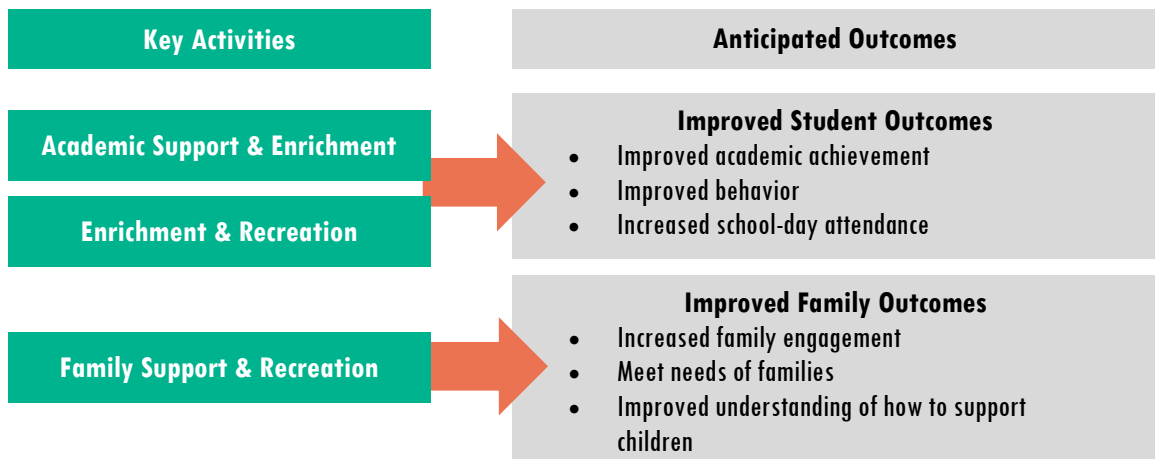 Key Activities
Anticipated Outcomes
Academic Support & Enrichment
Enrichment & Recreation
Improved Student Outcomes
• Improved academic achievement
• Improved behavior
• Increased school-day attendance
Family Support & Recreation
Improved Family Outcomes
• Increased family engagement
• Meet needs of families
• Improved understanding of how to support
children